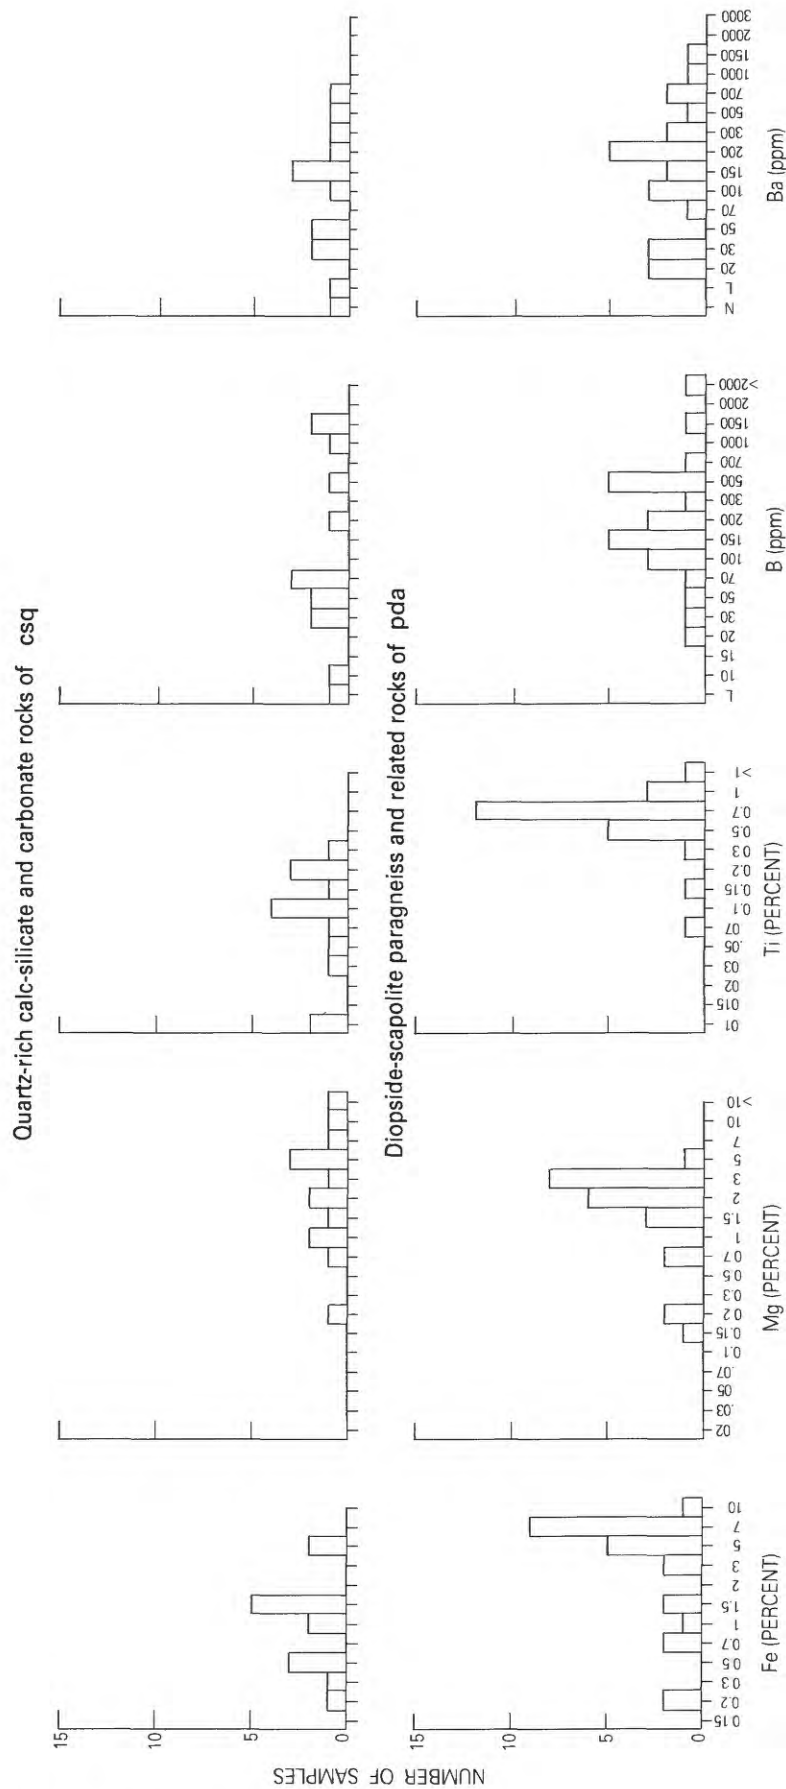 Quartz-rich calc-silicate and carbonate rocks of csq
15
10
5
0
Diopside-scapolite paragneiss and related rocks of pda
NUMBER OF SAMPLES
15
10
5
0
0.15 0.2 0.3 0.5 0.7 1 1.5 2 3 5 7 10
Fe (PERCENT)
.02 .03 .05 .07 0.1 0.15 0.2 0.3 0.5 0.7 1 1.5 2 3 5 7 10 >10
Mg (PERCENT)
.01 .015 .02 .03 .05 .07 0.1 0.15 0.2 0.3 0.5 0.7 1 >1
Ti (PERCENT)
L 10 15 20 30 50 70 100 150 200 300 500 700 1000 1500 2000 >2000
B (ppm)
N L 20 30 50 70 100 150 200 300 500 700 1000 1500 2000 3000
Ba (ppm)